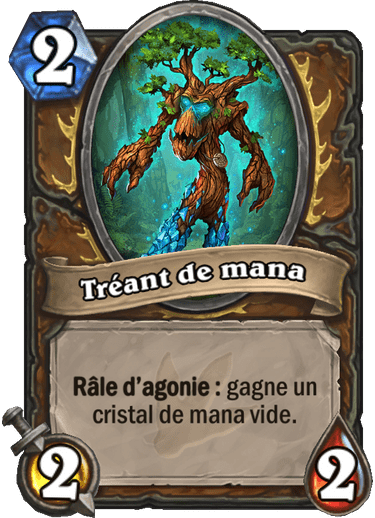 2
Tréant de mana
Râle d’agonie : gagne un
cristal de mana vide.
2
2